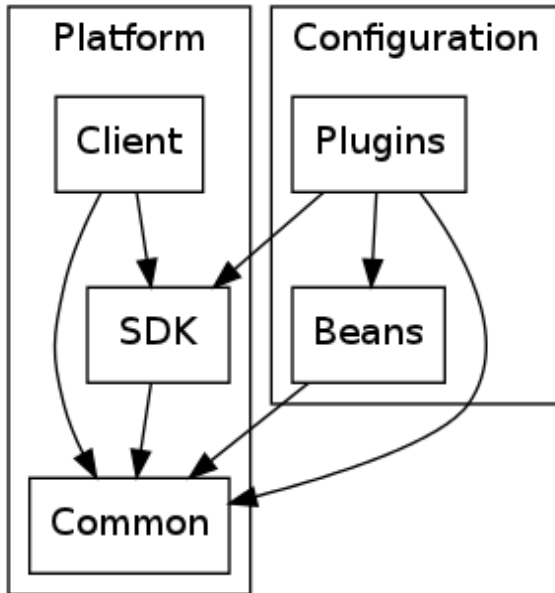 Platform
Configuration
Client
Plugins
SDK
Beans
Common